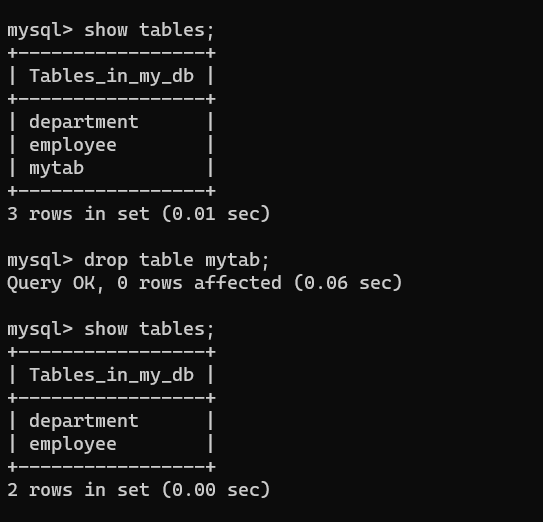 mysql> show tables;
+-----------------+
| Tables_in_my_db |
+-----------------+
| department      |
| employee        |
| mytab           |
+-----------------+
3 rows in set (0.01 sec)

mysql> drop table mytab;
Query OK, 0 rows affected (0.06 sec)

mysql> show tables;
+-----------------+
| Tables_in_my_db |
+-----------------+
| department      |
| employee        |
+-----------------+
2 rows in set (0.00 sec)